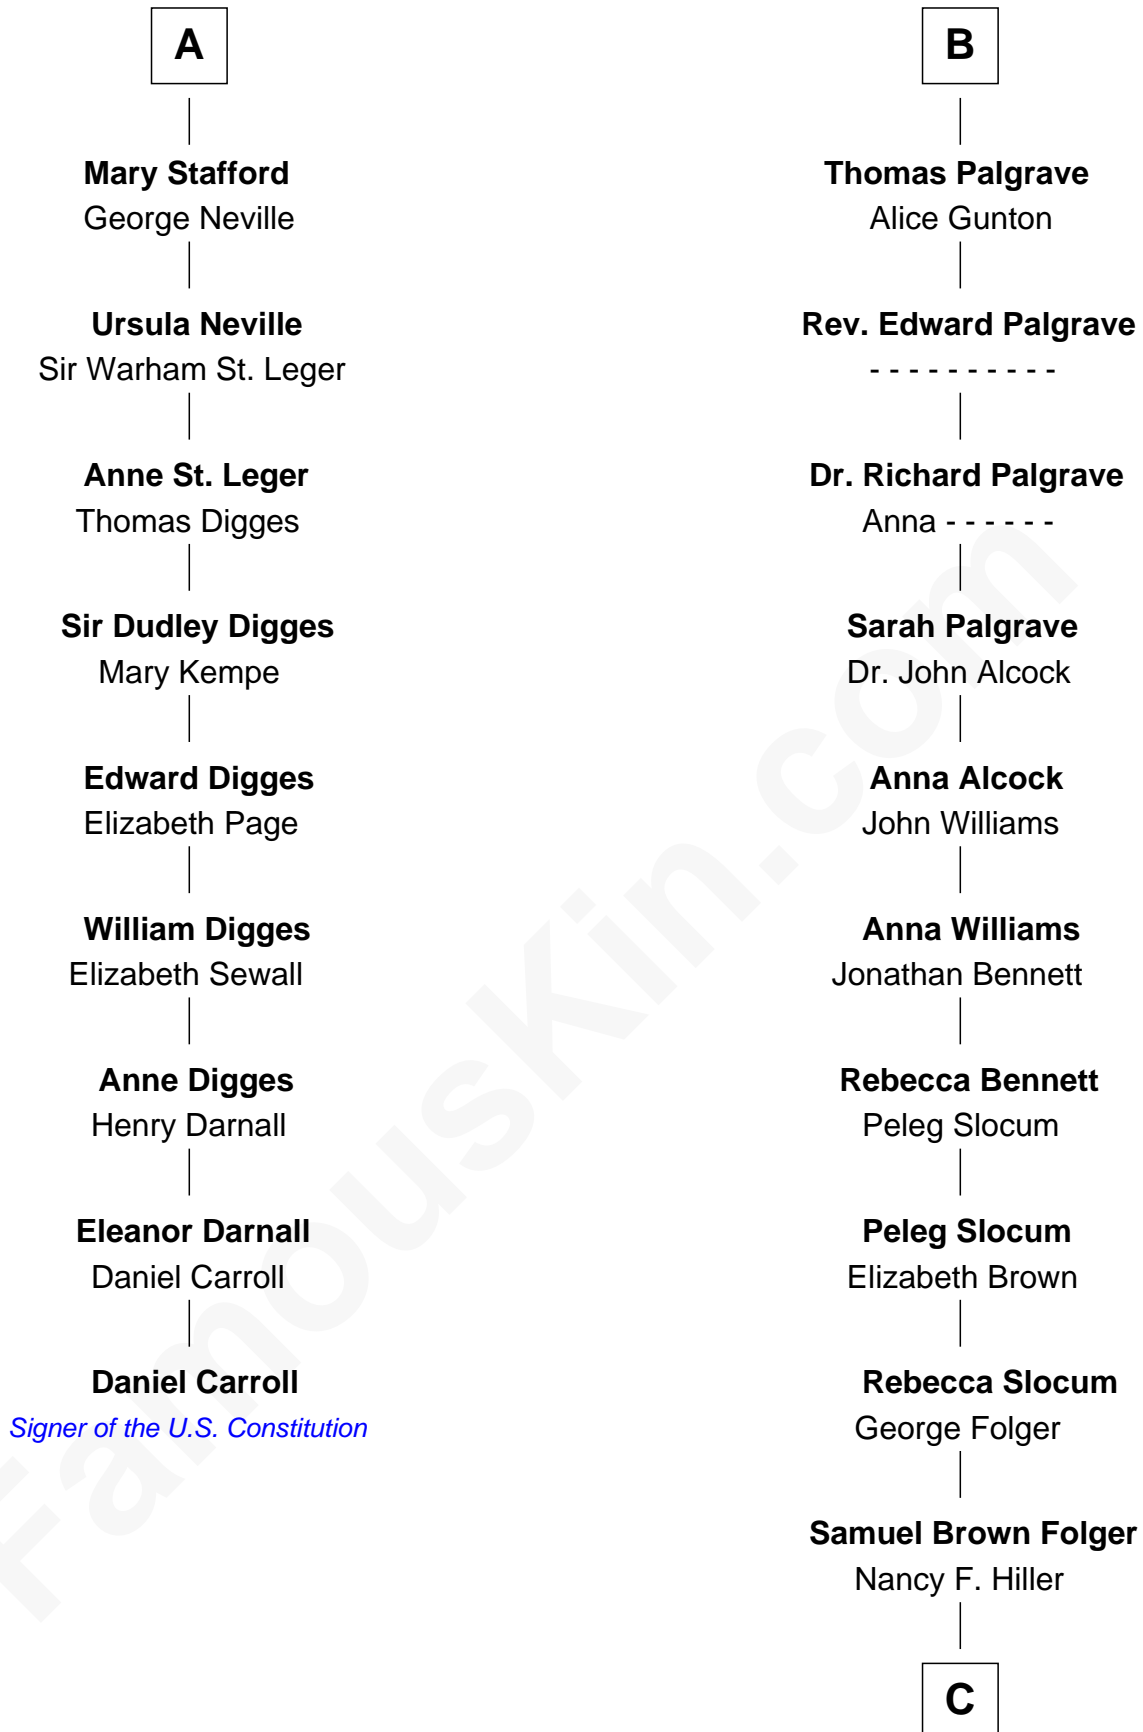 A
Mary Stafford
George Neville
Ursula Neville
Sir Warham St. Leger
Anne St. Leger
Thomas Digges
Sir Dudley Digges
Mary Kempe
Edward Digges
Elizabeth Page
William Digges
Elizabeth Sewall
Anne Digges
Henry Darnall
Eleanor Darnall
Daniel Carroll
Daniel Carroll
Signer of the U.S. Constitution
B
Thomas Palgrave
Alice Gunton
Rev. Edward Palgrave
- - - - - - - - - -
Dr. Richard Palgrave
Anna - - - - - -
Sarah Palgrave
Dr. John Alcock
Anna Alcock
John Williams
Anna Williams
Jonathan Bennett
Rebecca Bennett
Peleg Slocum
Peleg Slocum
Elizabeth Brown
Rebecca Slocum
George Folger
Samuel Brown Folger
Nancy F. Hiller
C
FamousKin.com